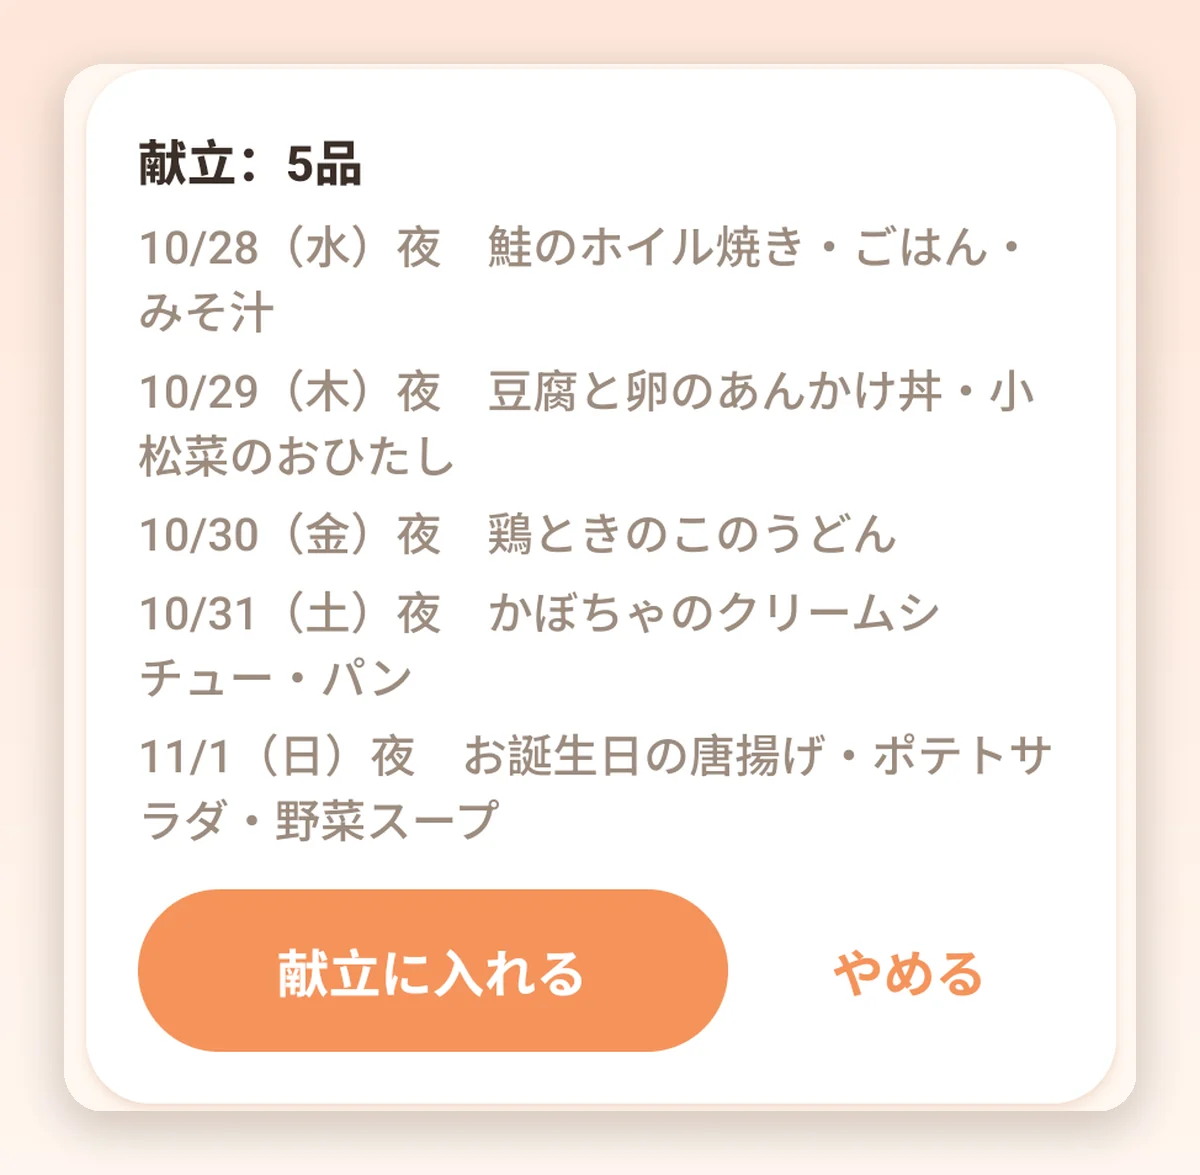 献立：5品
10/28（水）夜　鮭のホイル焼き・ごはん・
みそ汁
10/29（木）夜　豆腐と卵のあんかけ丼・小
松菜のおひたし
10/30（金）夜　鶏ときのこのうどん
10/31（土）夜　かぼちゃのクリームシ
チュー・パン
11/1（日）夜　お誕生日の唐揚げ・ポテトサ
ラダ・野菜スープ
献立に入れる
やめる